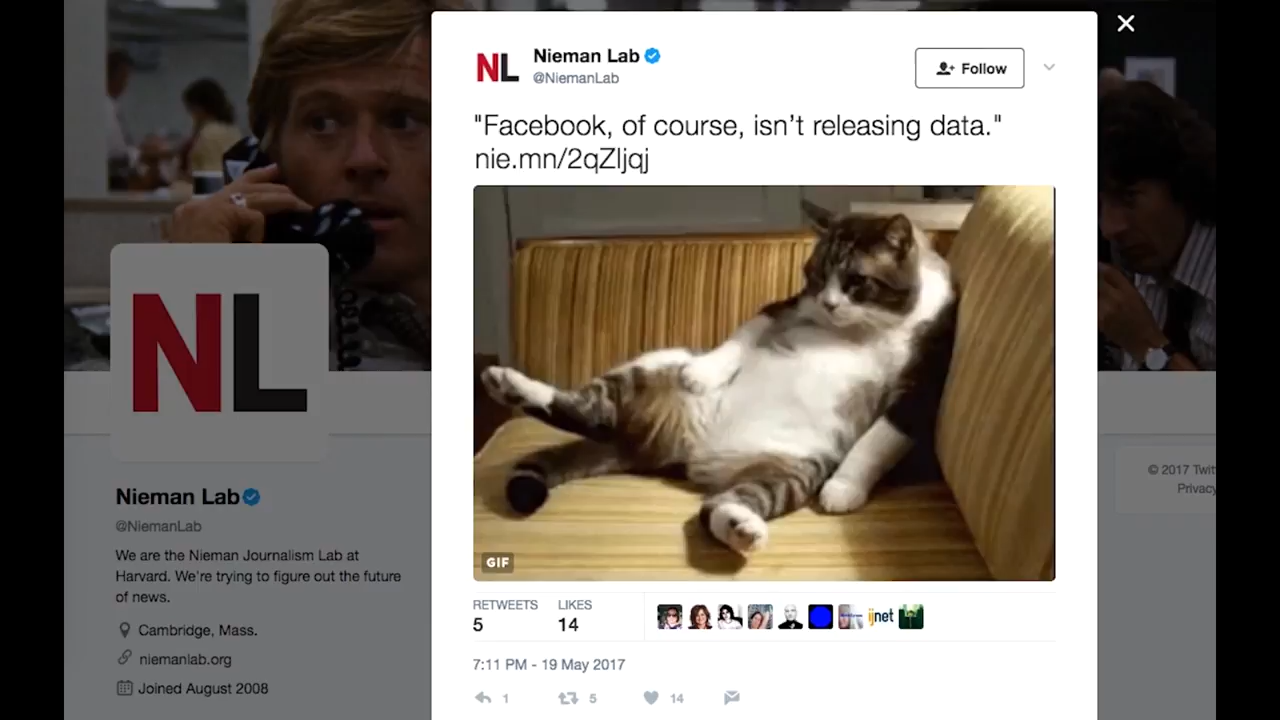 Nieman Lab
@NiemanLab
Follow
"Facebook, of course, isn't releasing data."
nie.mn/2qZljqj
GIF
RETWEETS LIKES
5 14
ijnet
7:11 PM - 19 May 2017
1 5 14
NL
NL
Nieman Lab
@NiemanLab
We are the Nieman Journalism Lab at
Harvard. We're trying to figure out the future
of news.
Cambridge, Mass.
niemanlab.org
Joined August 2008
© 2017 Twit
Privacy